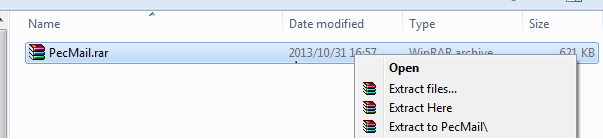 Name Date modified Type Size
PecMail.rar 2013/10/31 16:57 WinRAR archive 621 KB
Open
Extract files...
Extract Here
Extract to PecMail\